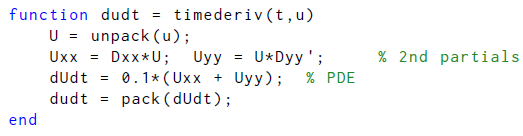 function dudt = timederiv(t,u)
    U = unpack(u);
    Uxx = Dxx*U;  Uyy = U*Dyy';     % 2nd partials
    dUdt = 0.1*(Uxx + Uyy);  % PDE
    dudt = pack(dUdt);
end